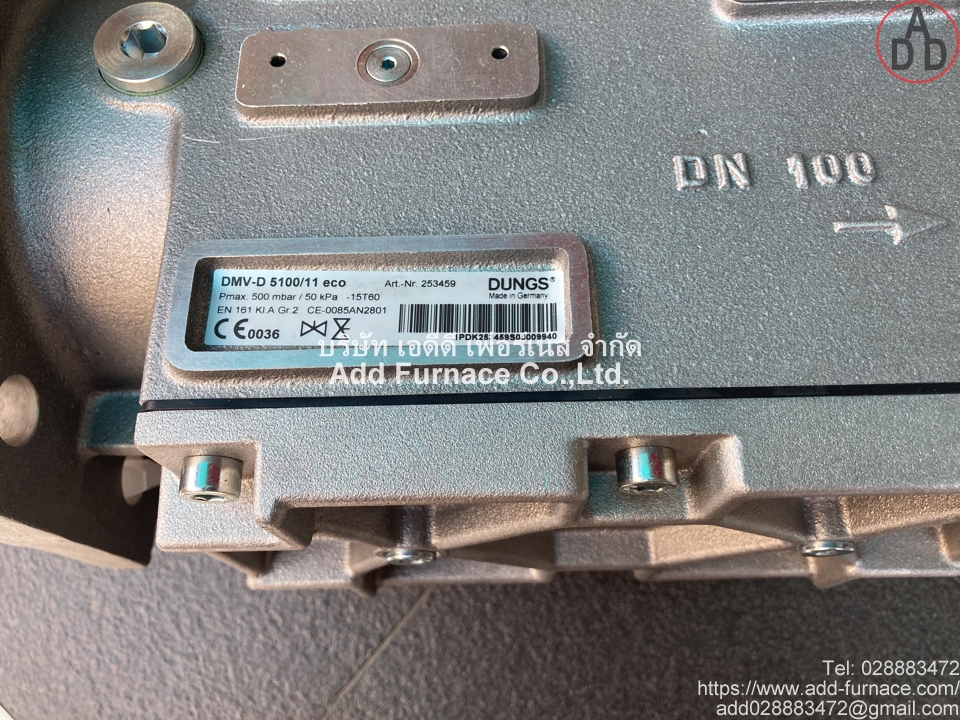 ADD®
DN 100
DMV-D 5100/11 eco Art.-Nr. 253459 DUNGS®
Pmax. 500 mbar / 50 kPa -15T60 Made in Germany
EN 161 Kl.A Gr.2 CE-0085AN2801
CE0036
บริษัท เอดีดี เฟอร์เนส จำกัด
Add Furnace Co.,Ltd.
Tel: 028883472
https://www.add-furnace.com/
add028883472@gmail.com